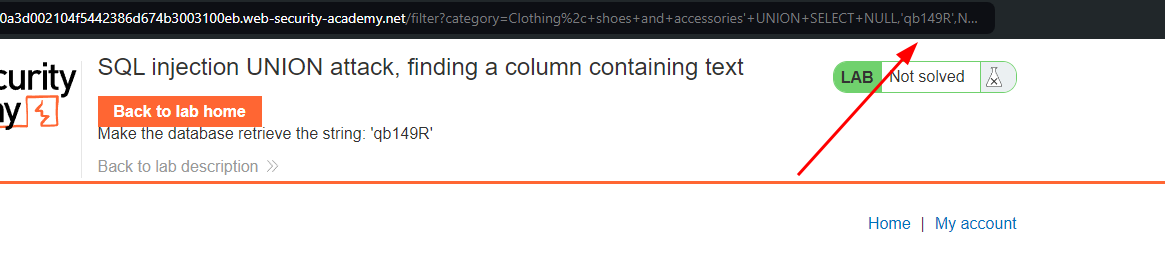 0a3d002104f5442386d674b3003100eb.web-security-academy.net/filter?category=Clothing%2c+shoes+and+accessories'+UNION+SELECT+NULL,'qb149R',N...
SQL injection UNION attack, finding a column containing text
LAB Not solved
Back to lab home
Make the database retrieve the string: 'qb149R'
Back to lab description >>
Home | My account